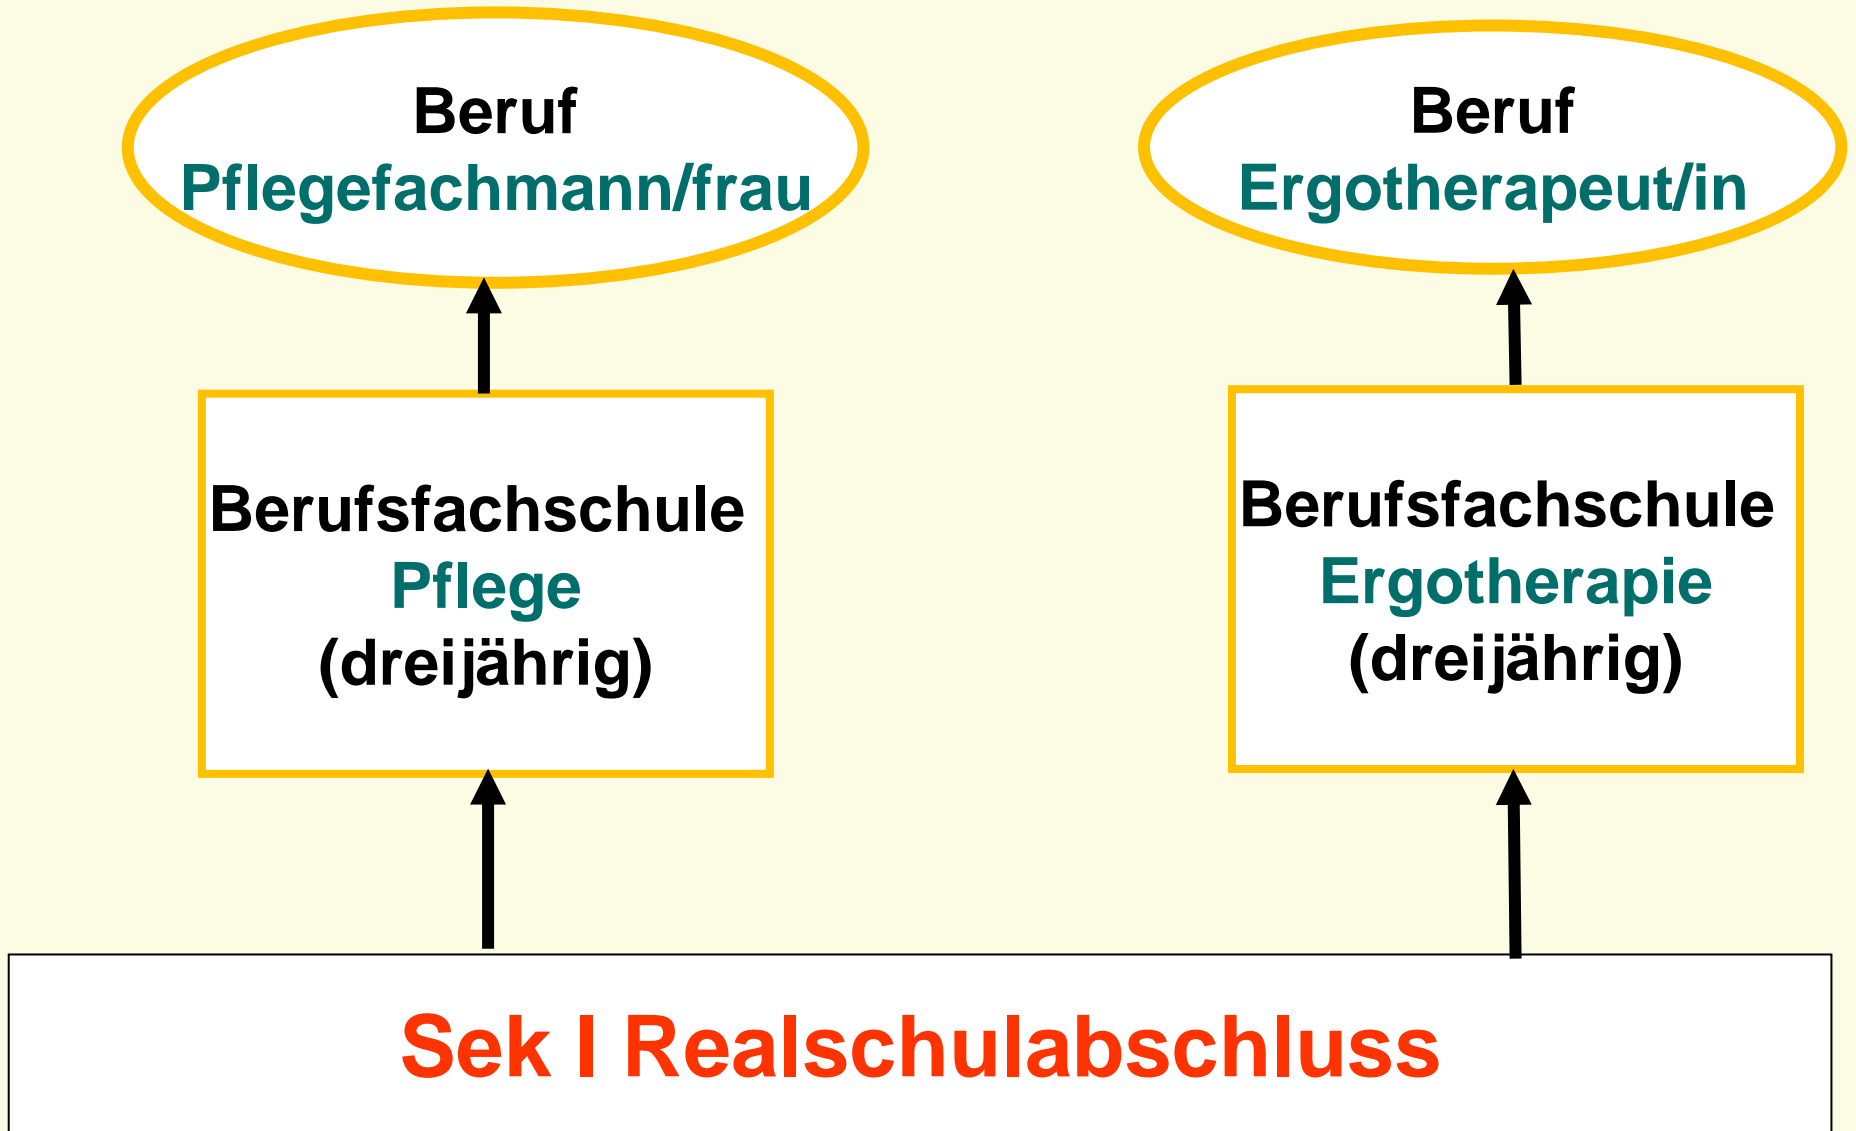 Beruf
Pflegefachmann/frau
Beruf
Ergotherapeut/in
Berufsfachschule
Pflege
(dreijährig)
Berufsfachschule
Ergotherapie
(dreijährig)
Sek I Realschulabschluss